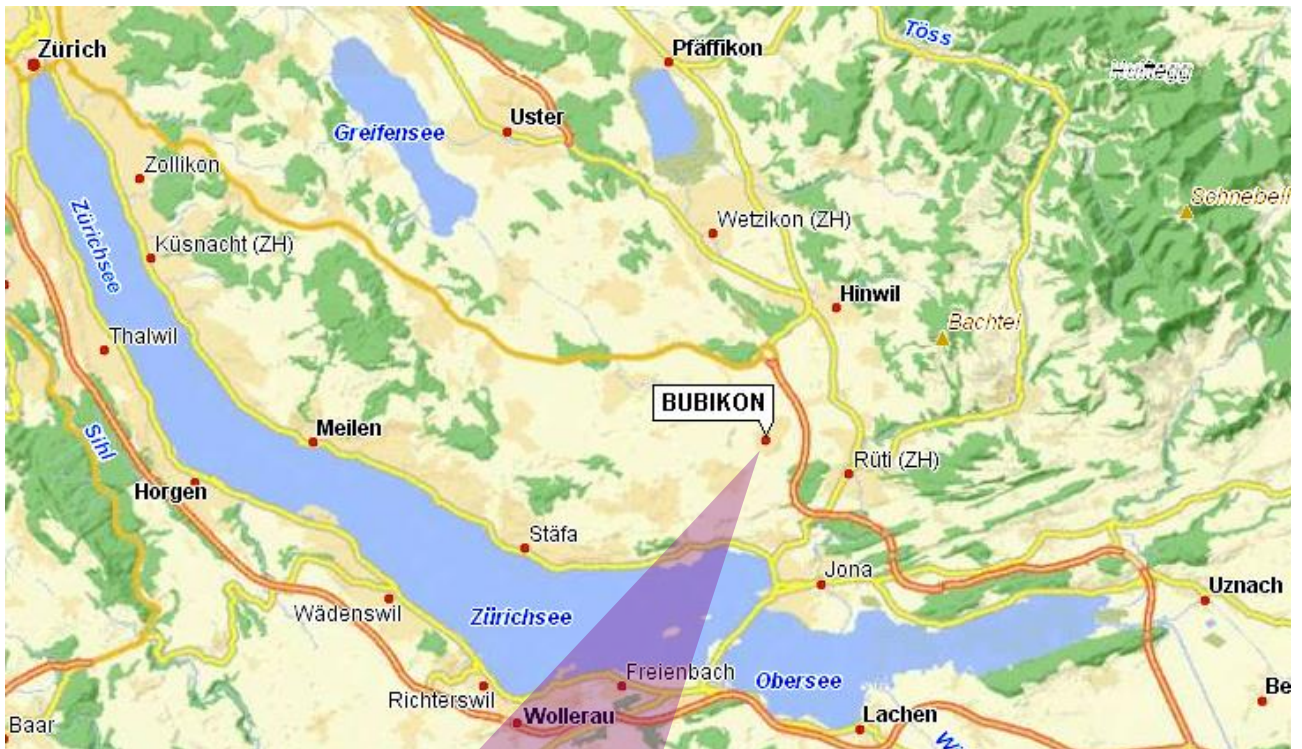 Zürich
Pfäffikon
Töss
Uster
Greifensee
Zollikon
Schnebelh
Wetzikon (ZH)
Zürichsee
Küsnacht (ZH)
Hinwil
Bachtel
Thalwil
BUBIKON
Sihl
Meilen
Rüti (ZH)
Horgen
Stäfa
Jona
Uznach
Wädenswil
Zürichsee
Freienbach
Obersee
Richterswil
Be
Wollerau
Lachen
Baar